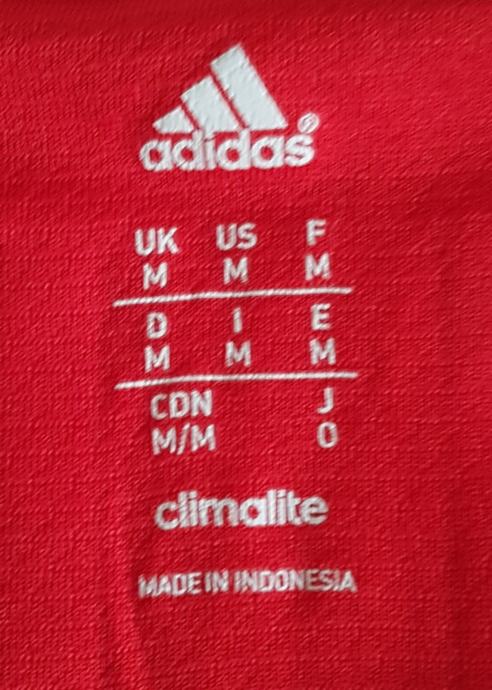 adidas®
UK US F
M M M
D I E
M M M
CDN J
M/M O
climalite
MADE IN INDONESIA